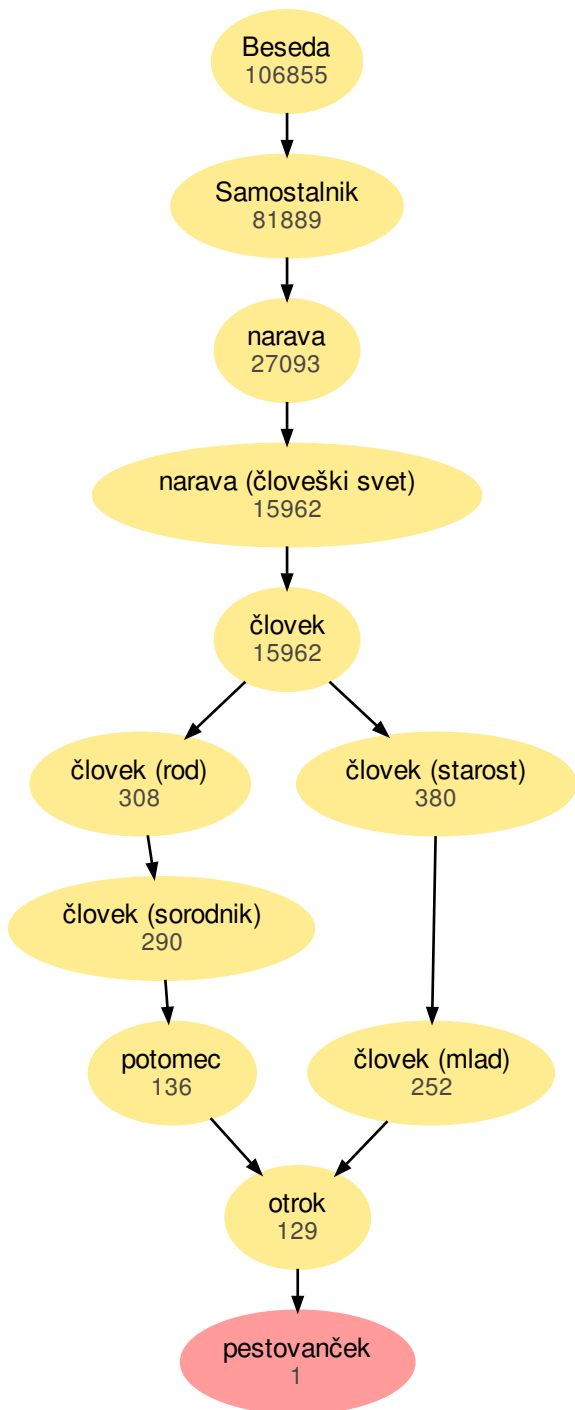 Beseda
106855
Samostalnik
81889
narava
27093
narava (človeški svet)
15962
človek
15962
človek (rod)
308
človek (starost)
380
človek (sorodnik)
290
potomec
136
človek (mlad)
252
otrok
129
pestovanček
1